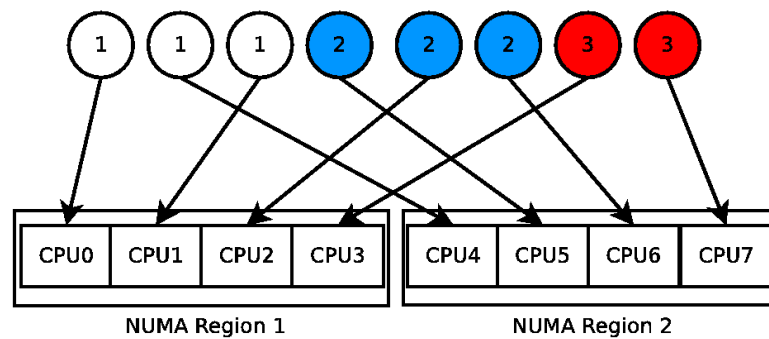 1 1 1 2 2 2 3 3
CPU0 CPU1 CPU2 CPU3 CPU4 CPU5 CPU6 CPU7
NUMA Region 1 NUMA Region 2